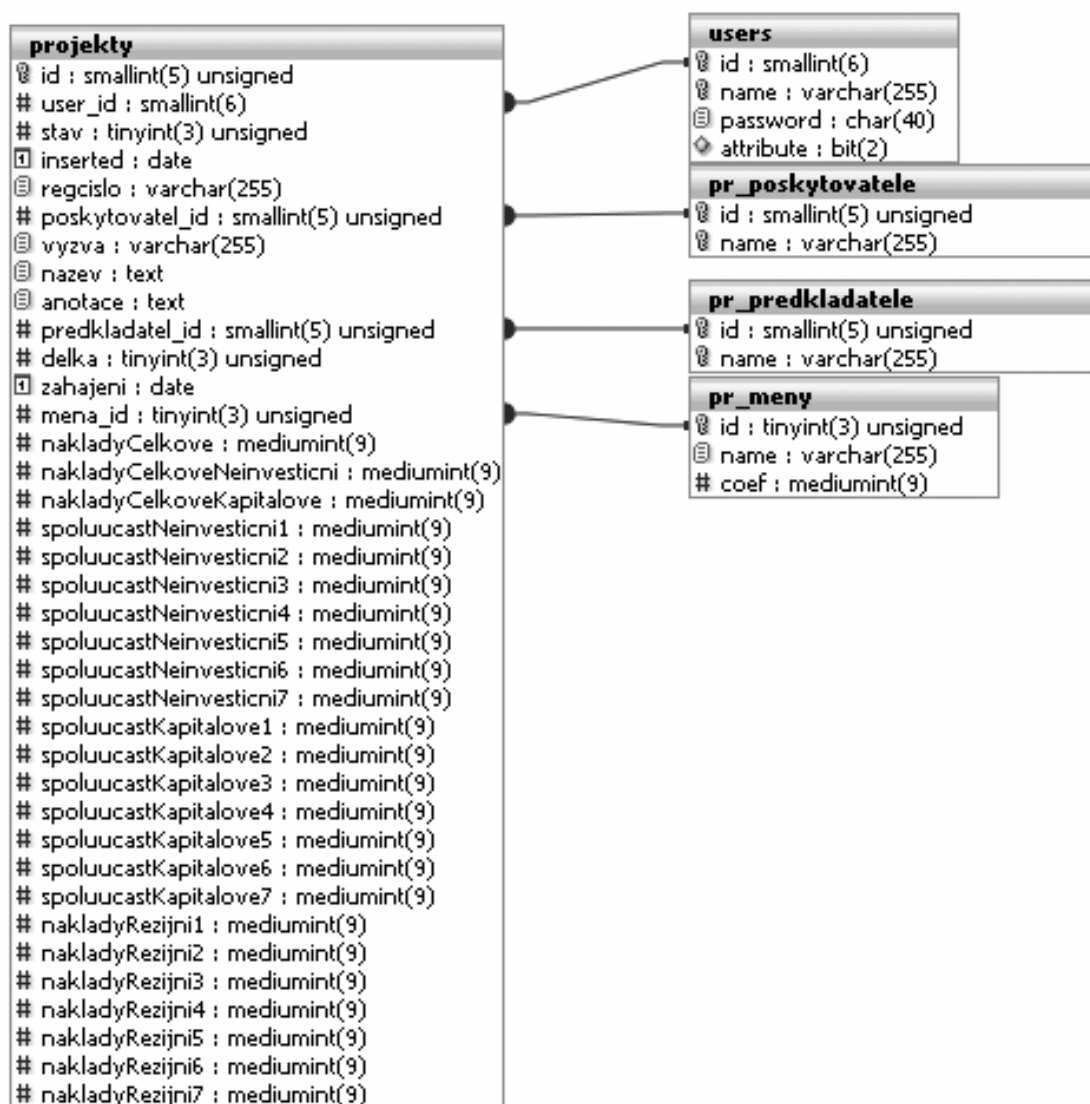 projekty
id : smallint(5) unsigned
# user_id : smallint(6)
# stav : tinyint(3) unsigned
inserted : date
regcislo : varchar(255)
# poskytovatel_id : smallint(5) unsigned
vyzva : varchar(255)
nazev : text
anotace : text
# predkladatel_id : smallint(5) unsigned
# delka : tinyint(3) unsigned
zahajeni : date
# mena_id : tinyint(3) unsigned
# nakladyCelkove : mediumint(9)
# nakladyCelkoveNeinvesticni : mediumint(9)
# nakladyCelkoveKapitalove : mediumint(9)
# spoluucastNeinvesticni1 : mediumint(9)
# spoluucastNeinvesticni2 : mediumint(9)
# spoluucastNeinvesticni3 : mediumint(9)
# spoluucastNeinvesticni4 : mediumint(9)
# spoluucastNeinvesticni5 : mediumint(9)
# spoluucastNeinvesticni6 : mediumint(9)
# spoluucastNeinvesticni7 : mediumint(9)
# spoluucastKapitalove1 : mediumint(9)
# spoluucastKapitalove2 : mediumint(9)
# spoluucastKapitalove3 : mediumint(9)
# spoluucastKapitalove4 : mediumint(9)
# spoluucastKapitalove5 : mediumint(9)
# spoluucastKapitalove6 : mediumint(9)
# spoluucastKapitalove7 : mediumint(9)
# nakladyRezijni1 : mediumint(9)
# nakladyRezijni2 : mediumint(9)
# nakladyRezijni3 : mediumint(9)
# nakladyRezijni4 : mediumint(9)
# nakladyRezijni5 : mediumint(9)
# nakladyRezijni6 : mediumint(9)
# nakladyRezijni7 : mediumint(9)
users
id : smallint(6)
name : varchar(255)
password : char(40)
attribute : bit(2)
pr_poskytovatele
id : smallint(5) unsigned
name : varchar(255)
pr_predkladatele
id : smallint(5) unsigned
name : varchar(255)
pr_meny
id : tinyint(3) unsigned
name : varchar(255)
# coef : mediumint(9)